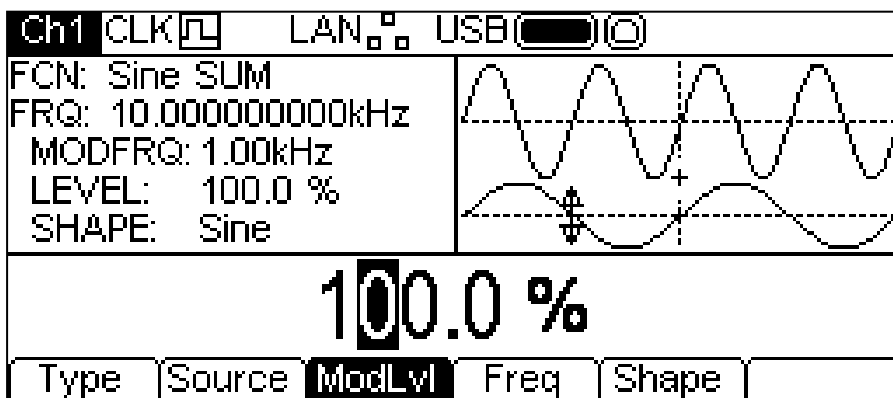 Ch1 CLK LAN USB
FCN: Sine SUM
FRQ: 10.000000000kHz
MODFRQ: 1.00kHz
LEVEL: 100.0 %
SHAPE: Sine
100.0 %
Type Source ModLvl Freq Shape